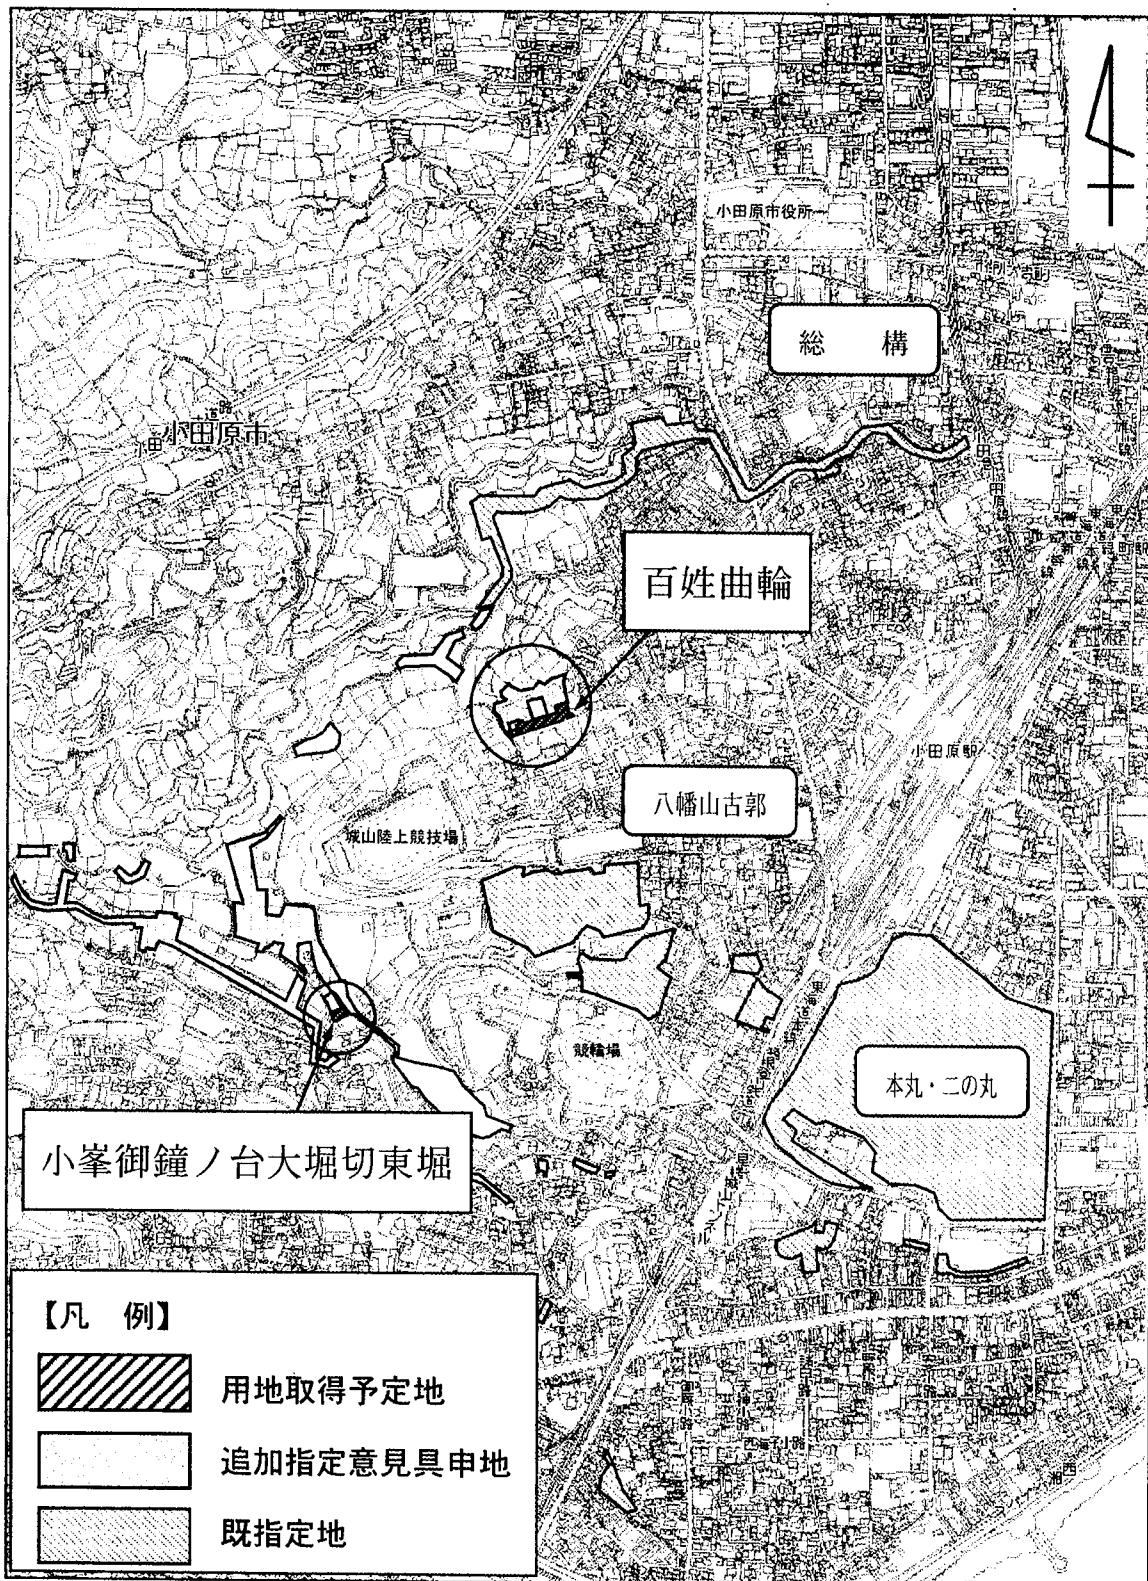 小田原市役所
総　構
小田原市
百姓曲輪
小田原駅
八幡山古郭
城山陸上競技場
競輪場
本丸・二の丸
小峯御鐘ノ台大堀切東堀
【凡　例】
用地取得予定地
追加指定意見具申地
既指定地